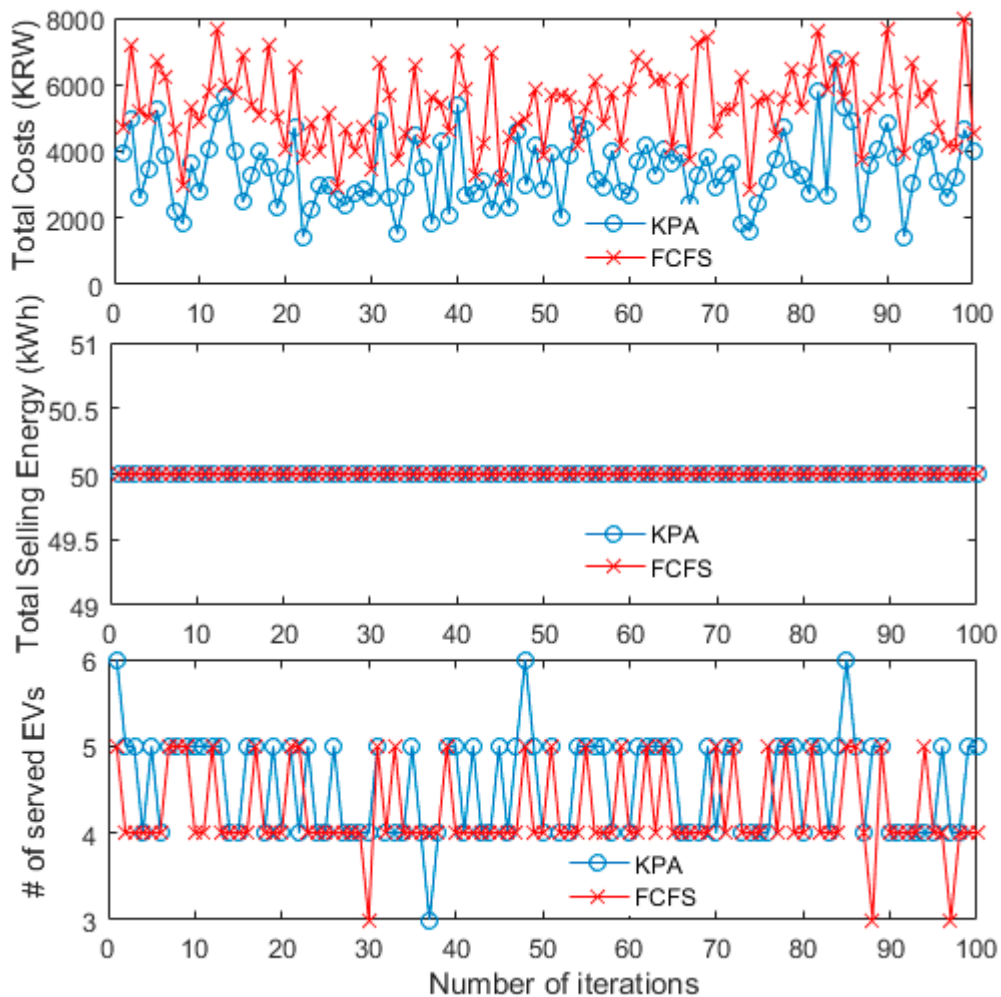 Total Costs (KRW)
8000
6000
4000
2000
0
KPA
FCFS
0 10 20 30 40 50 60 70 80 90 100
Total Selling Energy (kWh)
51
50.5
50
49.5
49
KPA
FCFS
0 10 20 30 40 50 60 70 80 90 100
# of served EVs
6
5
4
3
KPA
FCFS
0 10 20 30 40 50 60 70 80 90 100
Number of iterations